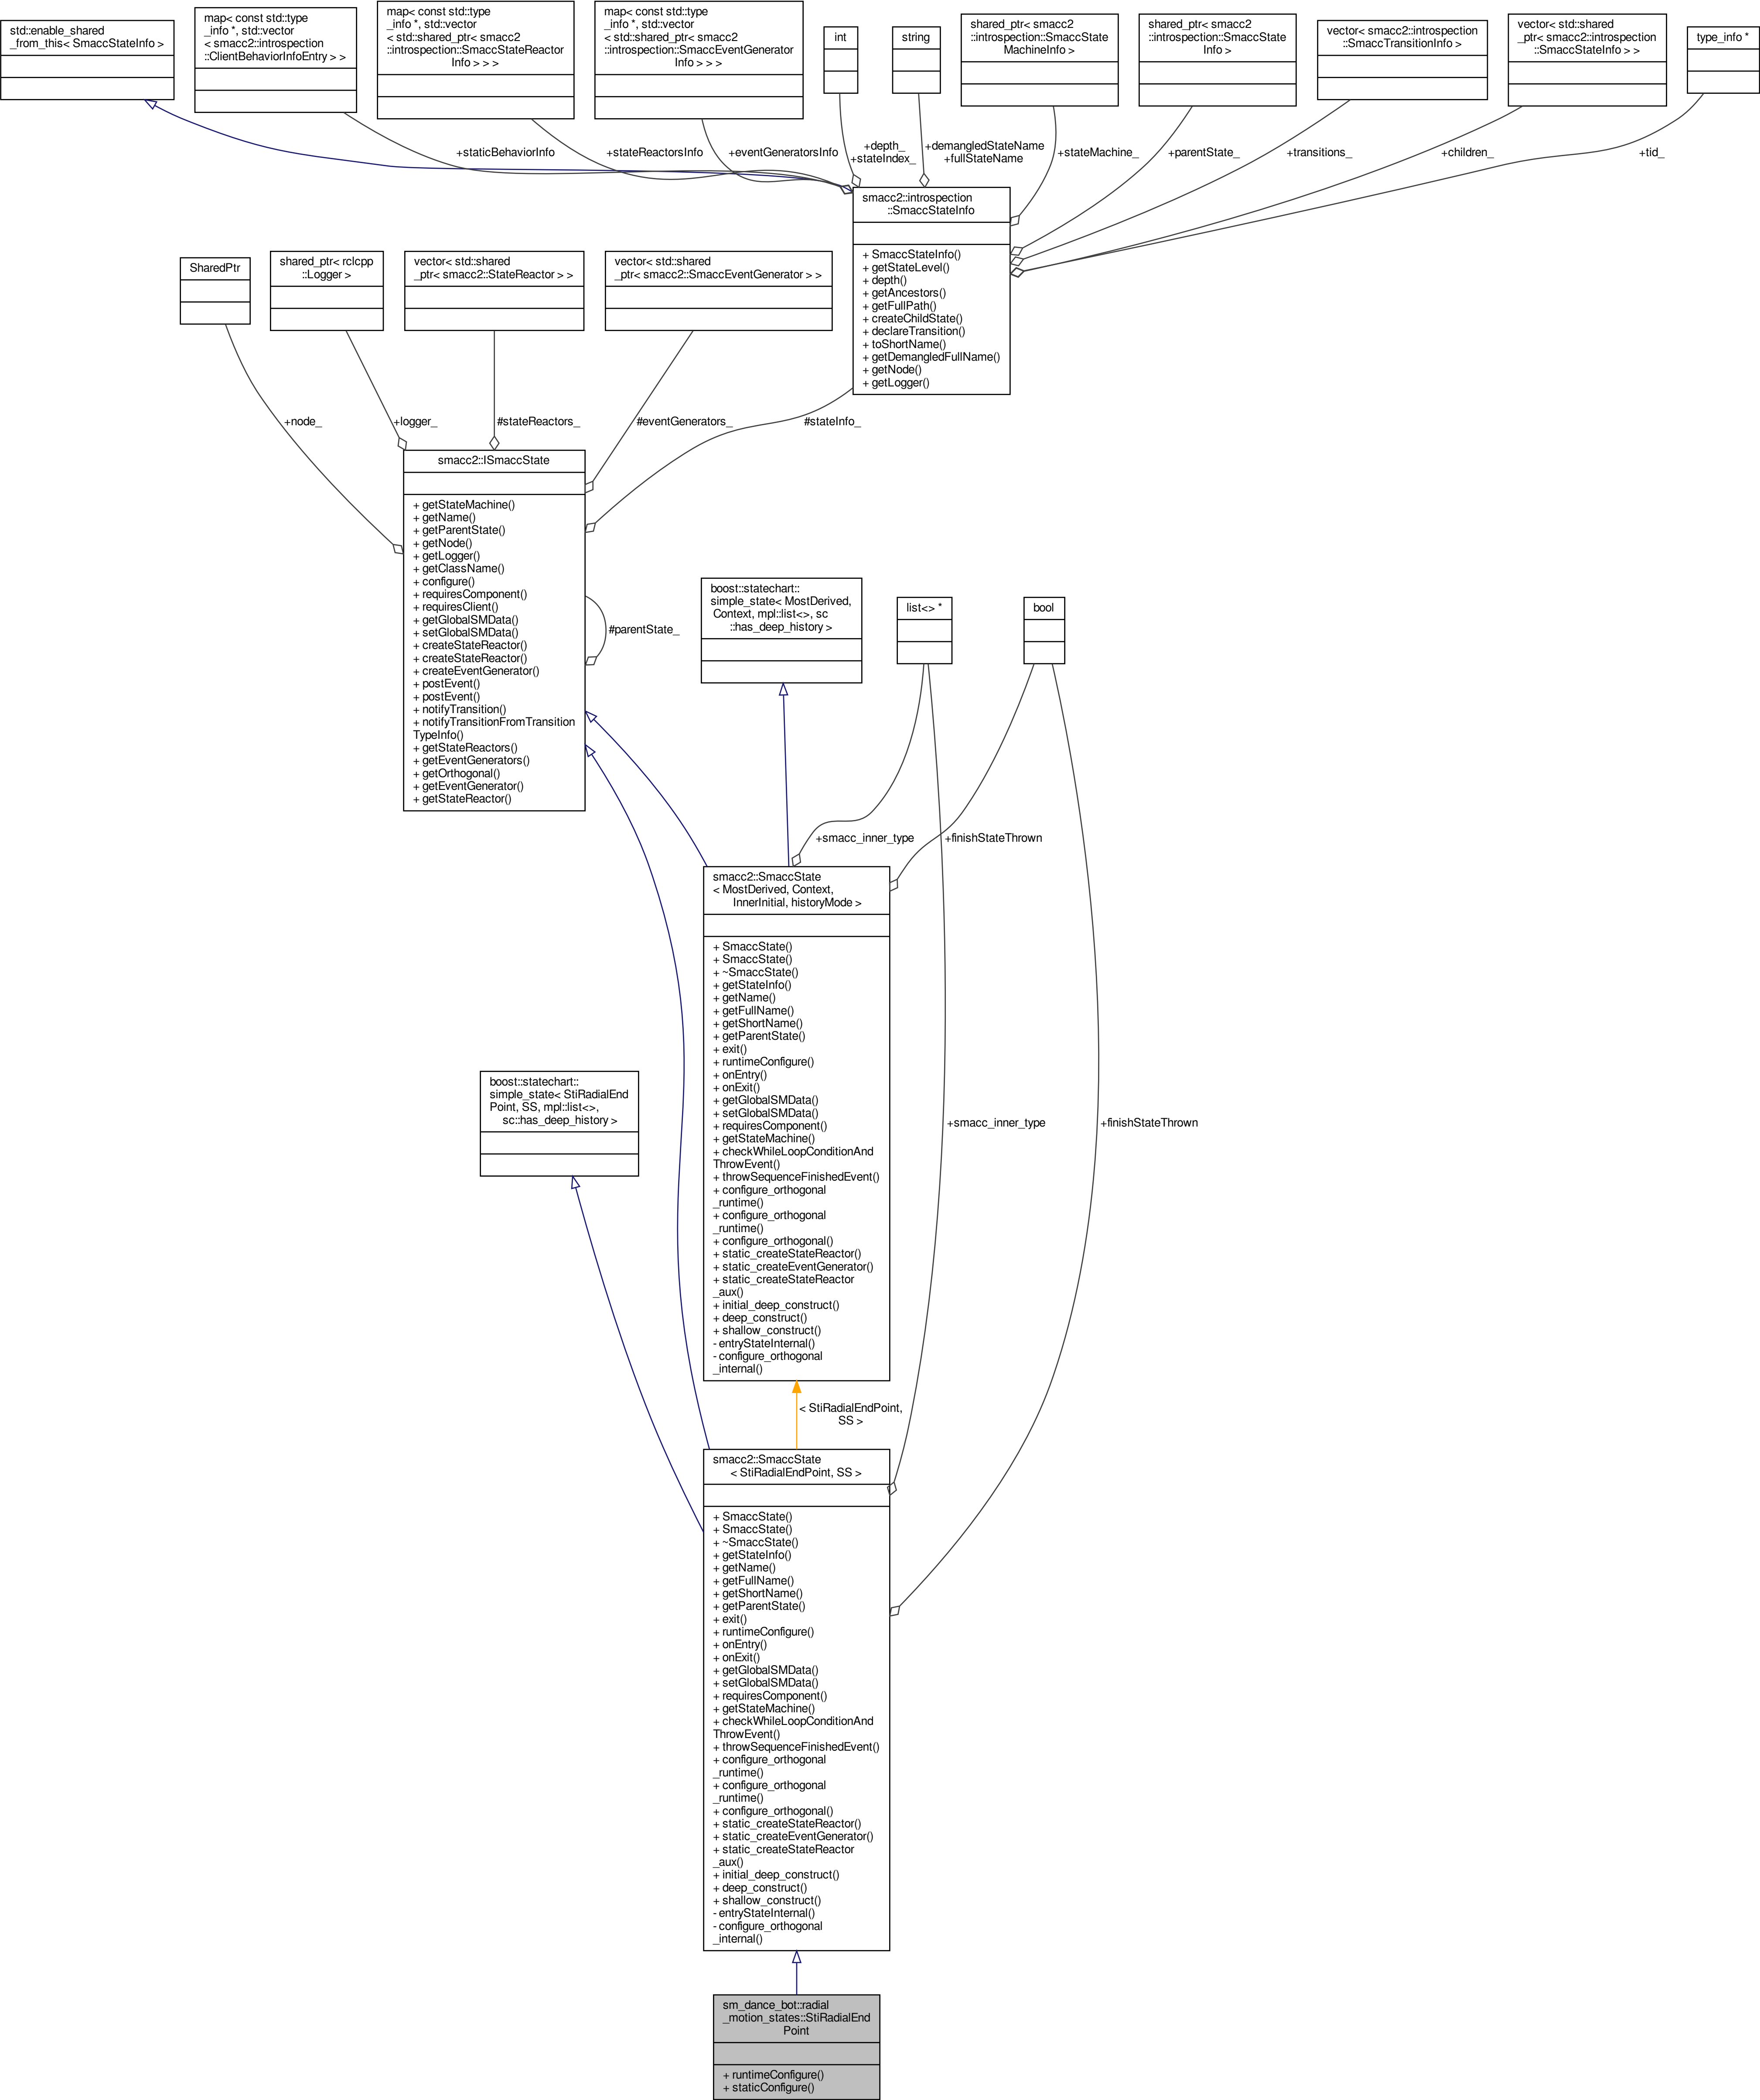 std::enable_shared
_from_this< SmaccStateInfo >
map< const std::type
_info *, std::vector
< smacc2::introspection
::ClientBehaviorInfoEntry > >
map< const std::type
_info *, std::vector
< std::shared_ptr< smacc2
::introspection::SmaccStateReactor
Info > > >
map< const std::type
_info *, std::vector
< std::shared_ptr< smacc2
::introspection::SmaccEventGenerator
Info > > >
int
string
shared_ptr< smacc2
::introspection::SmaccState
MachineInfo >
shared_ptr< smacc2
::introspection::SmaccState
Info >
vector< smacc2::introspection
::SmaccTransitionInfo >
vector< std::shared
_ptr< smacc2::introspection
::SmaccStateInfo > >
type_info *
+staticBehaviorInfo
+stateReactorsInfo
+eventGeneratorsInfo
+depth_
+stateIndex_
+demangledStateName
+fullStateName
+stateMachine_
+parentState_
+transitions_
+children_
+tid_
smacc2::introspection
::SmaccStateInfo
+ SmaccStateInfo()
+ getStateLevel()
+ depth()
+ getAncestors()
+ getFullPath()
+ createChildState()
+ declareTransition()
+ toShortName()
+ getDemangledFullName()
+ getNode()
+ getLogger()
SharedPtr
shared_ptr< rclcpp
::Logger >
vector< std::shared
_ptr< smacc2::StateReactor > >
vector< std::shared
_ptr< smacc2::SmaccEventGenerator > >
+node_
+logger_
#stateReactors_
#eventGenerators_
#stateInfo_
smacc2::ISmaccState
+ getStateMachine()
+ getName()
+ getParentState()
+ getNode()
+ getLogger()
+ getClassName()
+ configure()
+ requiresComponent()
+ requiresClient()
+ getGlobalSMData()
+ setGlobalSMData()
+ createStateReactor()
+ createStateReactor()
+ createEventGenerator()
+ postEvent()
+ postEvent()
+ notifyTransition()
+ notifyTransitionFromTransition
TypeInfo()
+ getStateReactors()
+ getEventGenerators()
+ getOrthogonal()
+ getEventGenerator()
+ getStateReactor()
#parentState_
boost::statechart::
simple_state< MostDerived,
Context, mpl::list<>, sc
::has_deep_history >
list<> *
bool
+smacc_inner_type
+finishStateThrown
smacc2::SmaccState
< MostDerived, Context,
InnerInitial, historyMode >
+ SmaccState()
+ SmaccState()
+ ~SmaccState()
+ getStateInfo()
+ getName()
+ getFullName()
+ getShortName()
+ getParentState()
+ exit()
+ runtimeConfigure()
+ onEntry()
+ onExit()
+ getGlobalSMData()
+ setGlobalSMData()
+ requiresComponent()
+ getStateMachine()
+ checkWhileLoopConditionAnd
ThrowEvent()
+ throwSequenceFinishedEvent()
+ configure_orthogonal
_runtime()
+ configure_orthogonal
_runtime()
+ configure_orthogonal()
+ static_createStateReactor()
+ static_createEventGenerator()
+ static_createStateReactor
_aux()
+ initial_deep_construct()
+ deep_construct()
+ shallow_construct()
- entryStateInternal()
- configure_orthogonal
_internal()
boost::statechart::
simple_state< StiRadialEnd
Point, SS, mpl::list<>,
sc::has_deep_history >
+smacc_inner_type
+finishStateThrown
< StiRadialEndPoint,
SS >
smacc2::SmaccState
< StiRadialEndPoint, SS >
+ SmaccState()
+ SmaccState()
+ ~SmaccState()
+ getStateInfo()
+ getName()
+ getFullName()
+ getShortName()
+ getParentState()
+ exit()
+ runtimeConfigure()
+ onEntry()
+ onExit()
+ getGlobalSMData()
+ setGlobalSMData()
+ requiresComponent()
+ getStateMachine()
+ checkWhileLoopConditionAnd
ThrowEvent()
+ throwSequenceFinishedEvent()
+ configure_orthogonal
_runtime()
+ configure_orthogonal
_runtime()
+ configure_orthogonal()
+ static_createStateReactor()
+ static_createEventGenerator()
+ static_createStateReactor
_aux()
+ initial_deep_construct()
+ deep_construct()
+ shallow_construct()
- entryStateInternal()
- configure_orthogonal
_internal()
sm_dance_bot::radial
_motion_states::StiRadialEnd
Point
+ runtimeConfigure()
+ staticConfigure()